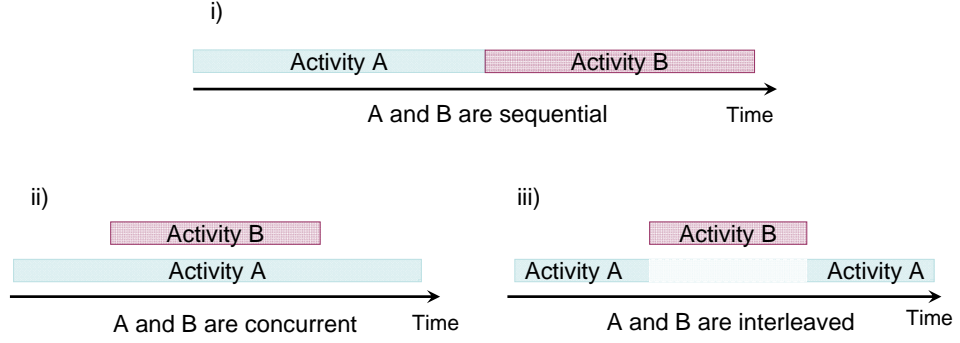 i)
Activity A Activity B
A and B are sequential Time
ii)
Activity B
Activity A
A and B are concurrent Time
iii)
Activity B
Activity A Activity A
A and B are interleaved Time